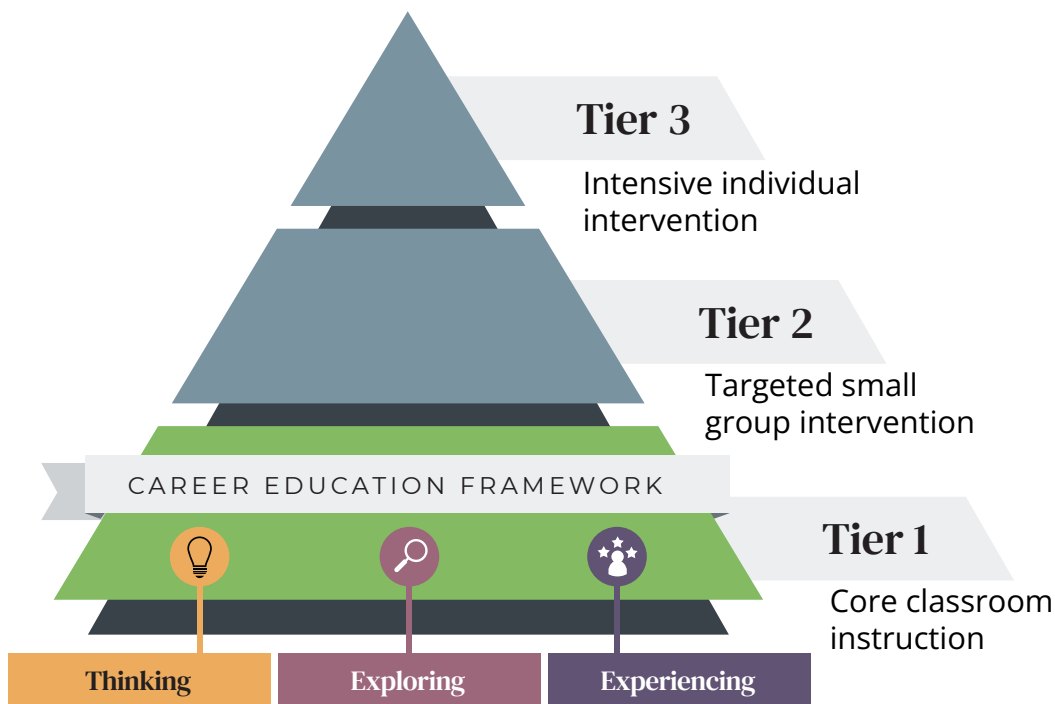 Tier 3
Intensive individual
intervention
Tier 2
Targeted small
group intervention
CAREER EDUCATION FRAMEWORK
Tier 1
Core classroom
instruction
Thinking
Exploring
Experiencing